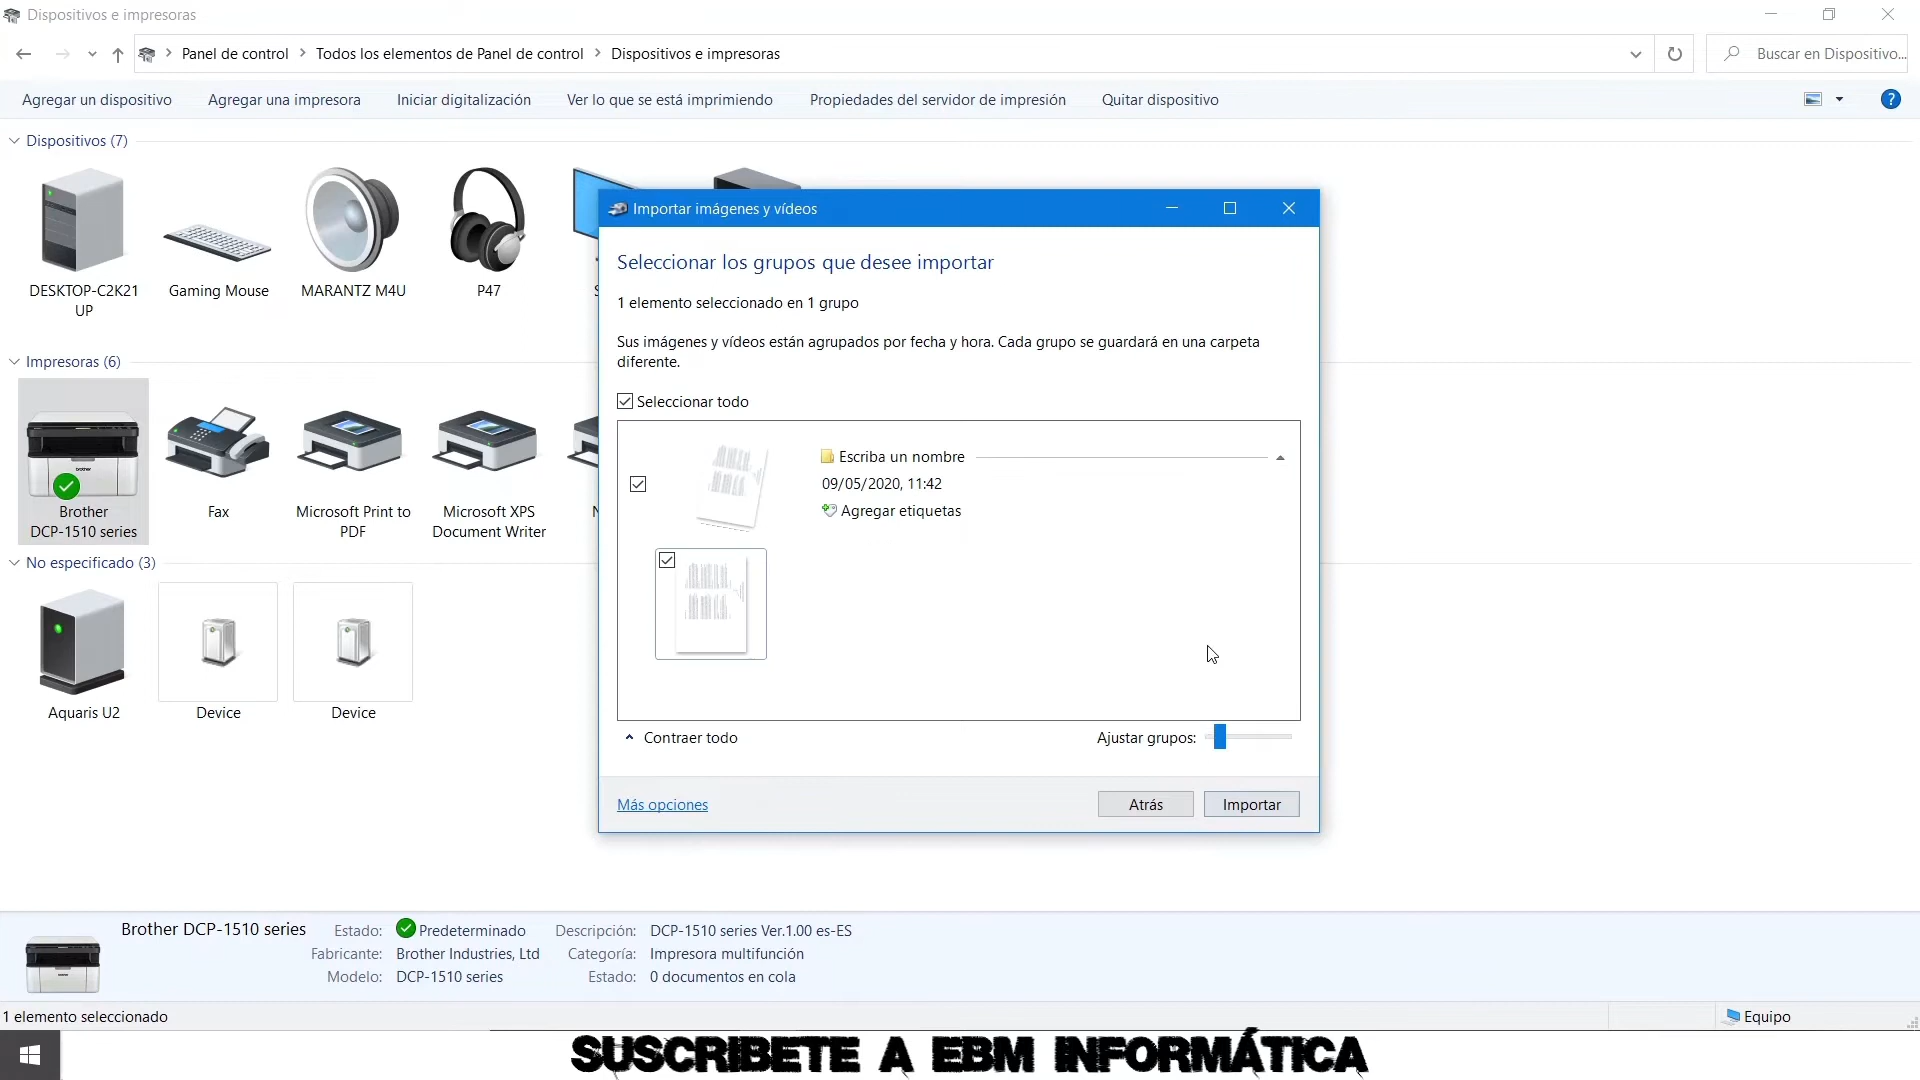 Dispositivos e impresoras
Panel de control
Todos los elementos de Panel de control
Dispositivos e impresoras
Buscar en Dispositivo...
Agregar un dispositivo
Agregar una impresora
Iniciar digitalización
Ver lo que se está imprimiendo
Propiedades del servidor de impresión
Quitar dispositivo
?
Dispositivos (7)
DESKTOP-C2K21
UP
Gaming Mouse
MARANTZ M4U
P47
Importar imágenes y vídeos
Seleccionar los grupos que desee importar
1 elemento seleccionado en 1 grupo
Sus imágenes y vídeos están agrupados por fecha y hora. Cada grupo se guardará en una carpeta
diferente.
Seleccionar todo
Escriba un nombre
09/05/2020, 11:42
Agregar etiquetas
Contraer todo
Ajustar grupos:
Más opciones
Atrás
Importar
Impresoras (6)
Brother
DCP-1510 series
Fax
Microsoft Print to
PDF
Microsoft XPS
Document Writer
No especificado (3)
Aquaris U2
Device
Device
Brother DCP-1510 series
Estado: Predeterminado
Descripción: DCP-1510 series Ver.1.00 es-ES
Fabricante: Brother Industries, Ltd
Categoría: Impresora multifunción
Modelo: DCP-1510 series
Estado: 0 documentos en cola
1 elemento seleccionado
Equipo
SUSCRIBETE A EBM INFORMÁTICA